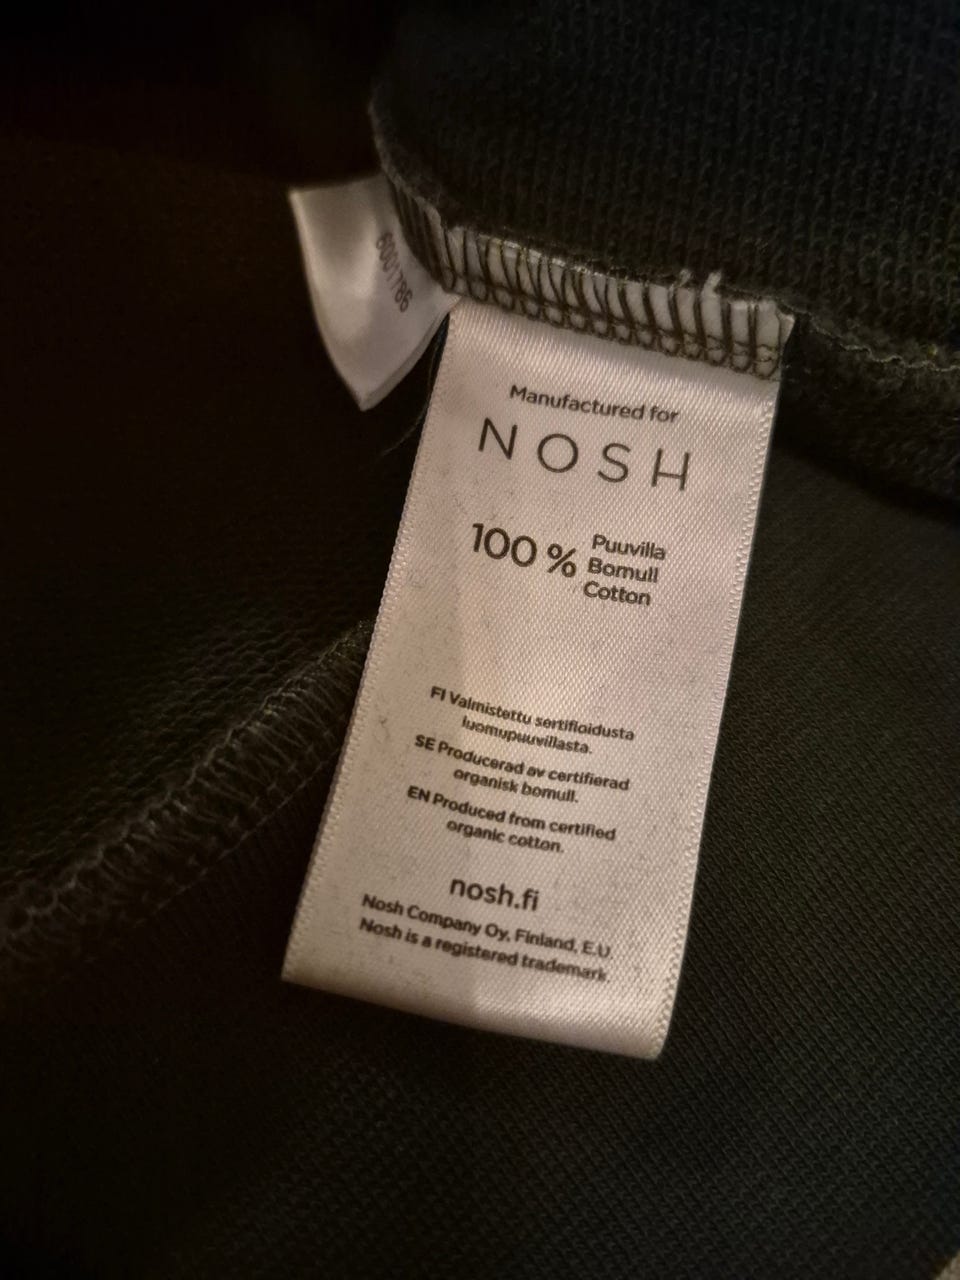 6001786
Manufactured for
NOSH
100 % Puuvilla
Bomull
Cotton
FI Valmistettu sertifioidusta
luomupuuvillasta.
SE Producerad av certifierad
organisk bomull.
EN Produced from certified
organic cotton.
nosh.fi
Nosh Company Oy, Finland, E.U.
Nosh is a registered trademark.